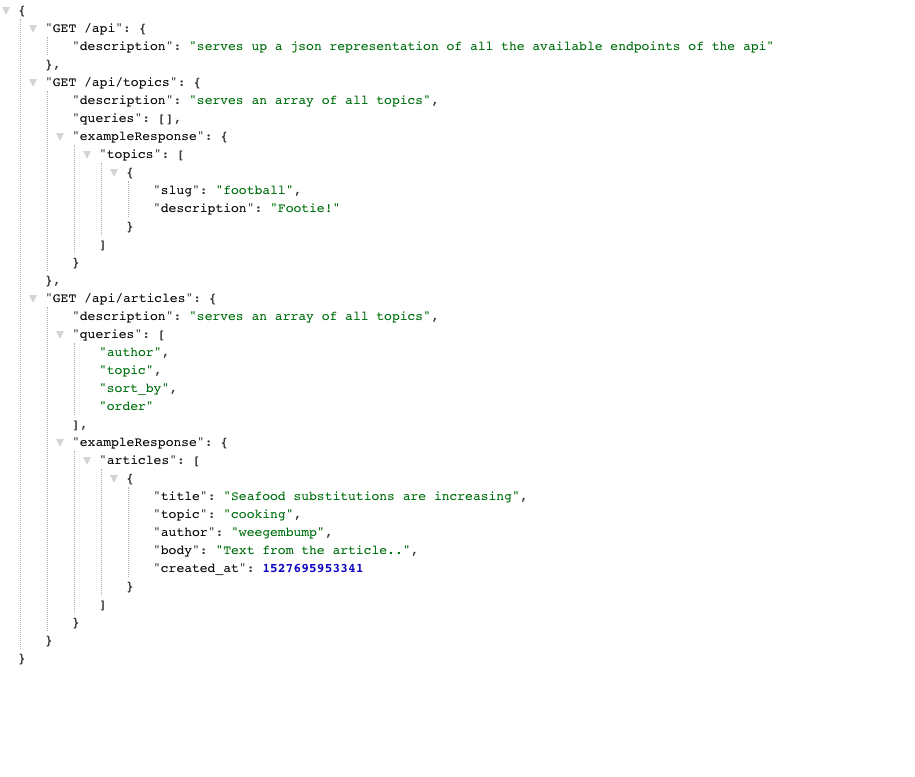 {
"GET /api": {
"description": "serves up a json representation of all the available endpoints of the api"
},
"GET /api/topics": {
"description": "serves an array of all topics",
"queries": [],
"exampleResponse": {
"topics": [
{
"slug": "football",
"description": "Footie!"
}
]
}
},
"GET /api/articles": {
"description": "serves an array of all topics",
"queries": [
"author",
"topic",
"sort_by",
"order"
],
"exampleResponse": {
"articles": [
{
"title": "Seafood substitutions are increasing",
"topic": "cooking",
"author": "weegembump",
"body": "Text from the article..",
"created_at": 1527695953341
}
]
}
}
}